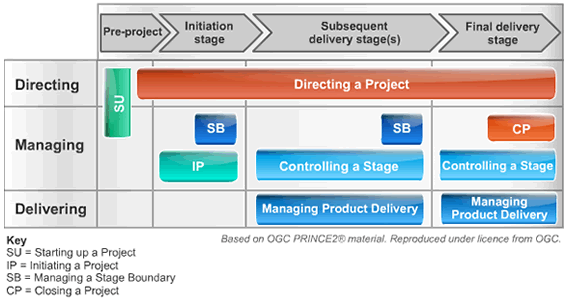 Pre-project
Initiation
stage
Subsequent
delivery stage(s)
Final delivery
stage
Directing
SU
Directing a Project
Managing
SB
SB
CP
IP
Controlling a Stage
Controlling a Stage
Delivering
Managing Product Delivery
Managing
Product Delivery
Key
Based on OGC PRINCE2® material. Reproduced under licence from OGC.
SU = Starting up a Project
IP = Initiating a Project
SB = Managing a Stage Boundary
CP = Closing a Project